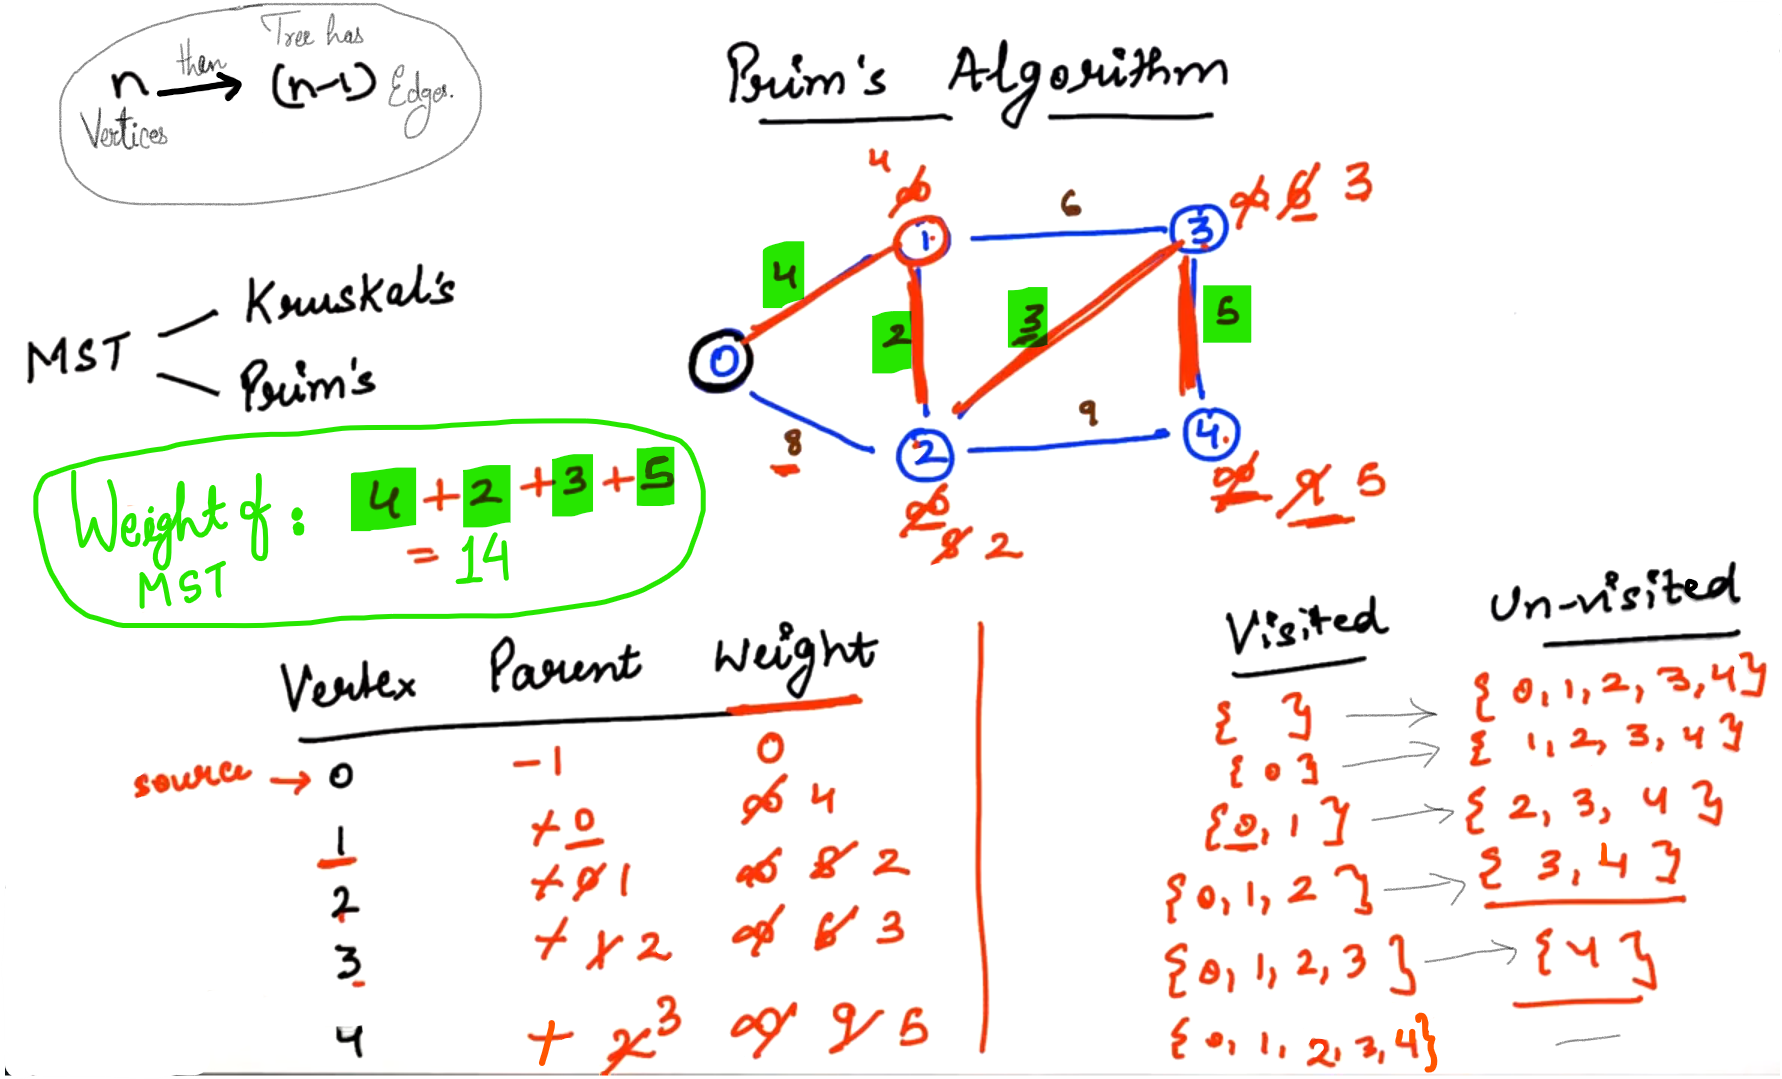 Tree has
n then → (n-1) Edges.
Vertices
Prim's Algorithm
MST
Kruskal's
Prim's
4 ∞
∞ 6 3
6
4
1
3
2
3
5
0
8
9
2
4
∞
8 2
∞ 9 5
Weight of : 4 + 2 + 3 + 5
MST = 14
Vertex Parent Weight
source → 0 -1 0
1 0 ∞ 4
2 0 1 ∞ 8 2
3 1 2 ∞ 6 3
4 2 3 ∞ 9 5
Visited Un-visited
{ } → { 0, 1, 2, 3, 4 }
{ 0 } → { 1, 2, 3, 4 }
{ 0, 1 } → { 2, 3, 4 }
{ 0, 1, 2 } → { 3, 4 }
{ 0, 1, 2, 3 } → { 4 }
{ 0, 1, 2, 3, 4 } —